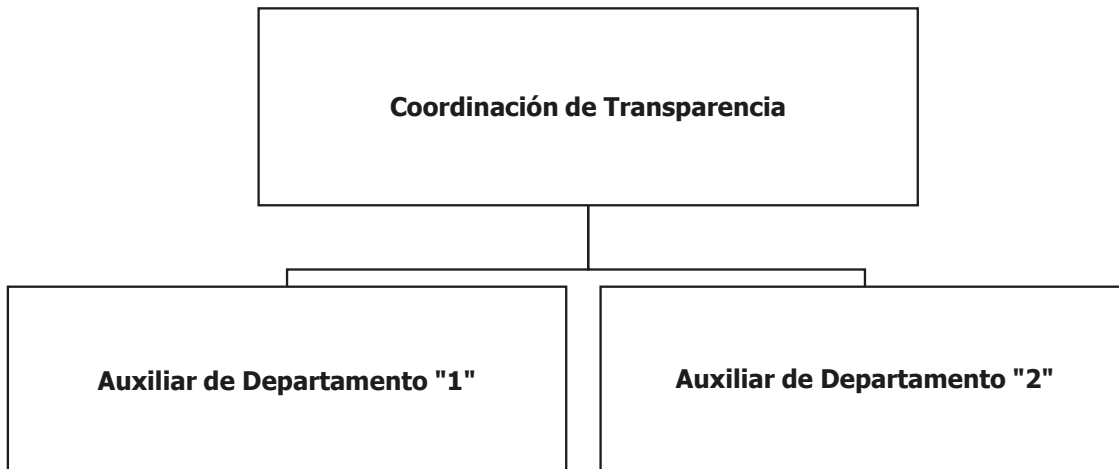 Coordinación de Transparencia
Auxiliar de Departamento "1"
Auxiliar de Departamento "2"